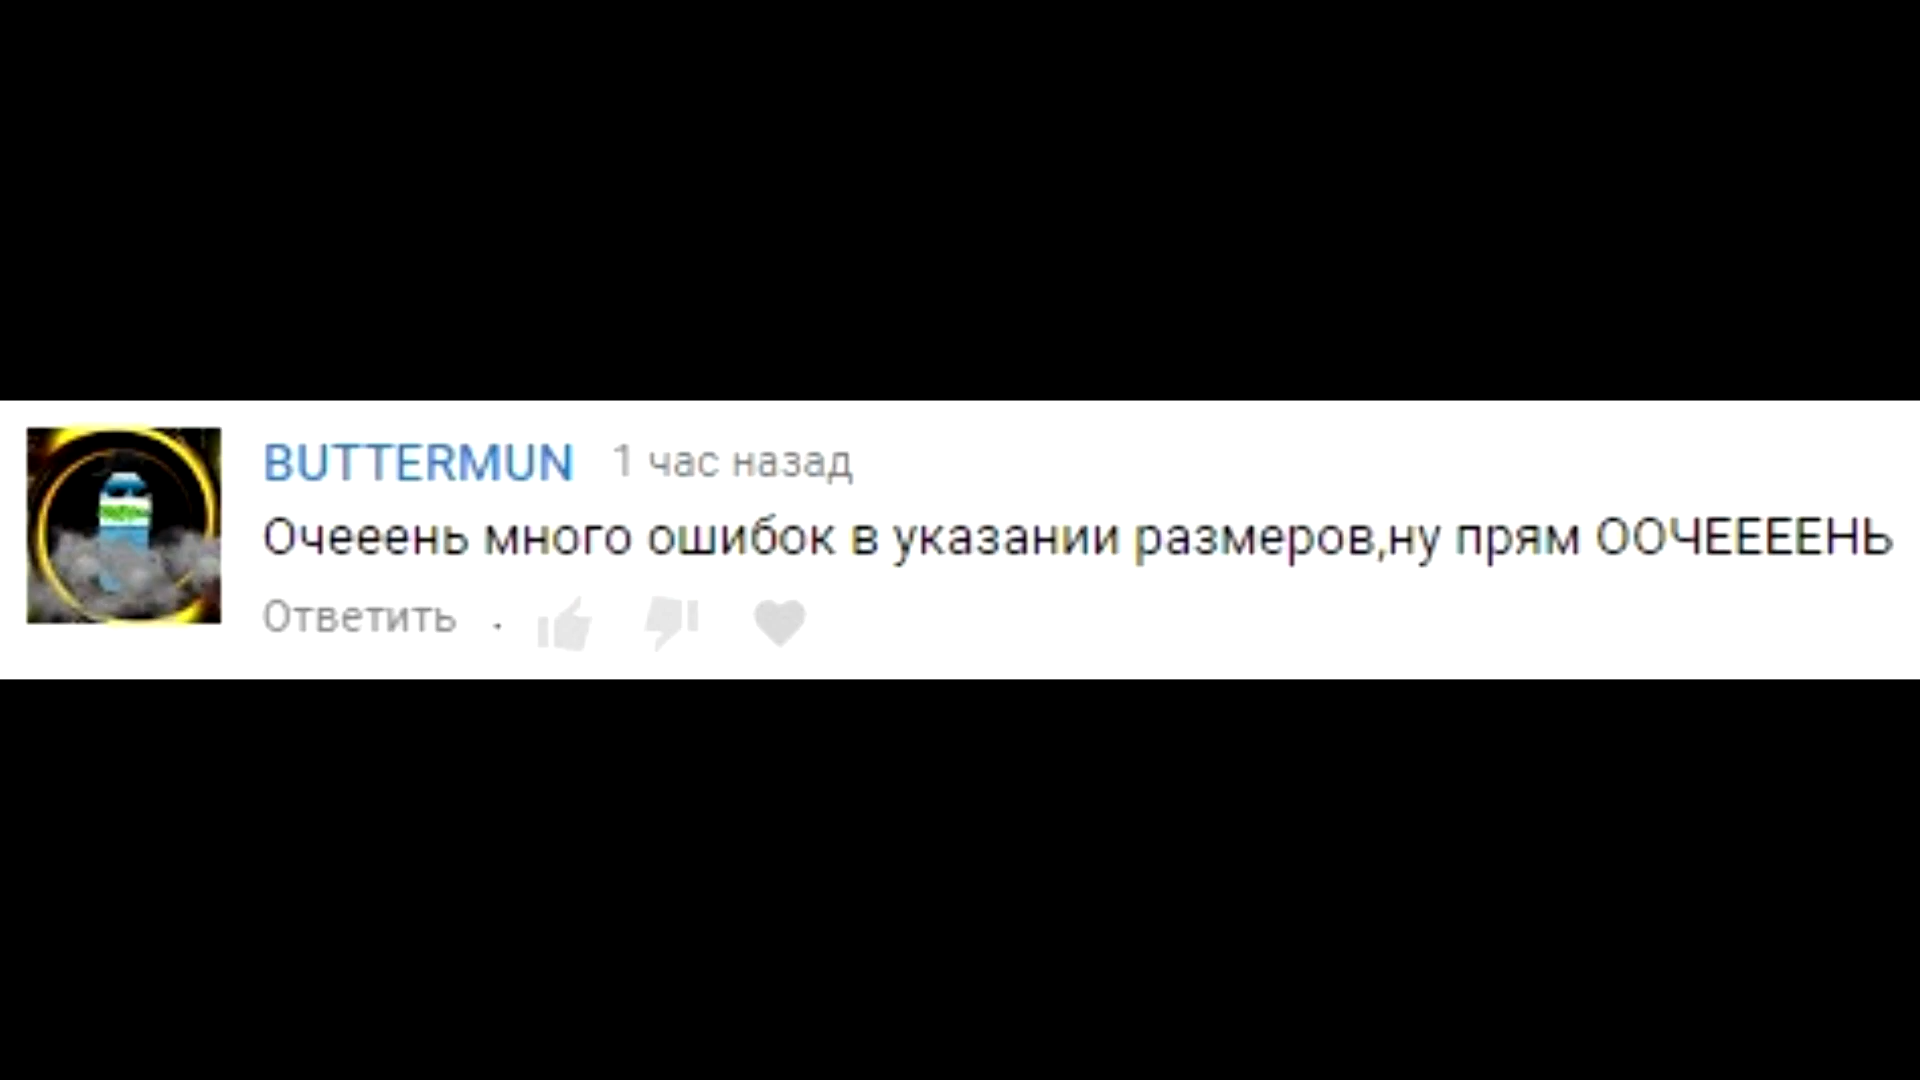 BUTTERMUN 1 час назад
Очееень много ошибок в указании размеров,ну прям ООЧЕЕЕЕНЬ
Ответить .